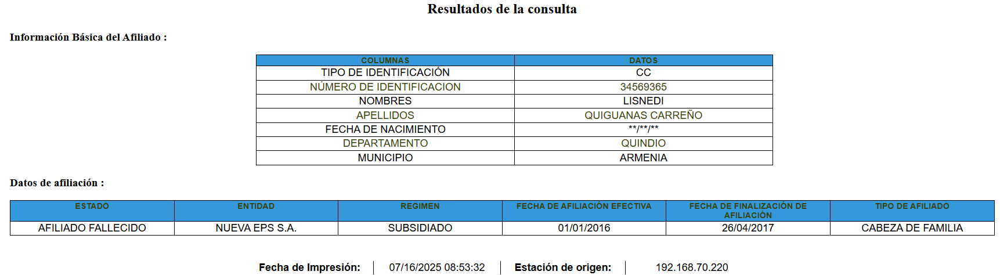 Resultados de la consulta
Información Básica del Afiliado :
COLUMNAS DATOS
TIPO DE IDENTIFICACIÓN CC
NÚMERO DE IDENTIFICACION 34569365
NOMBRES LISNEDI
APELLIDOS QUIGUANAS CARREÑO
FECHA DE NACIMIENTO **/**/**
DEPARTAMENTO QUINDIO
MUNICIPIO ARMENIA
Datos de afiliación :
ESTADO ENTIDAD REGIMEN FECHA DE AFILIACIÓN EFECTIVA FECHA DE FINALIZACIÓN DE AFILIACIÓN TIPO DE AFILIADO
AFILIADO FALLECIDO NUEVA EPS S.A. SUBSIDIADO 01/01/2016 26/04/2017 CABEZA DE FAMILIA
Fecha de Impresión: 07/16/2025 08:53:32 Estación de origen: 192.168.70.220